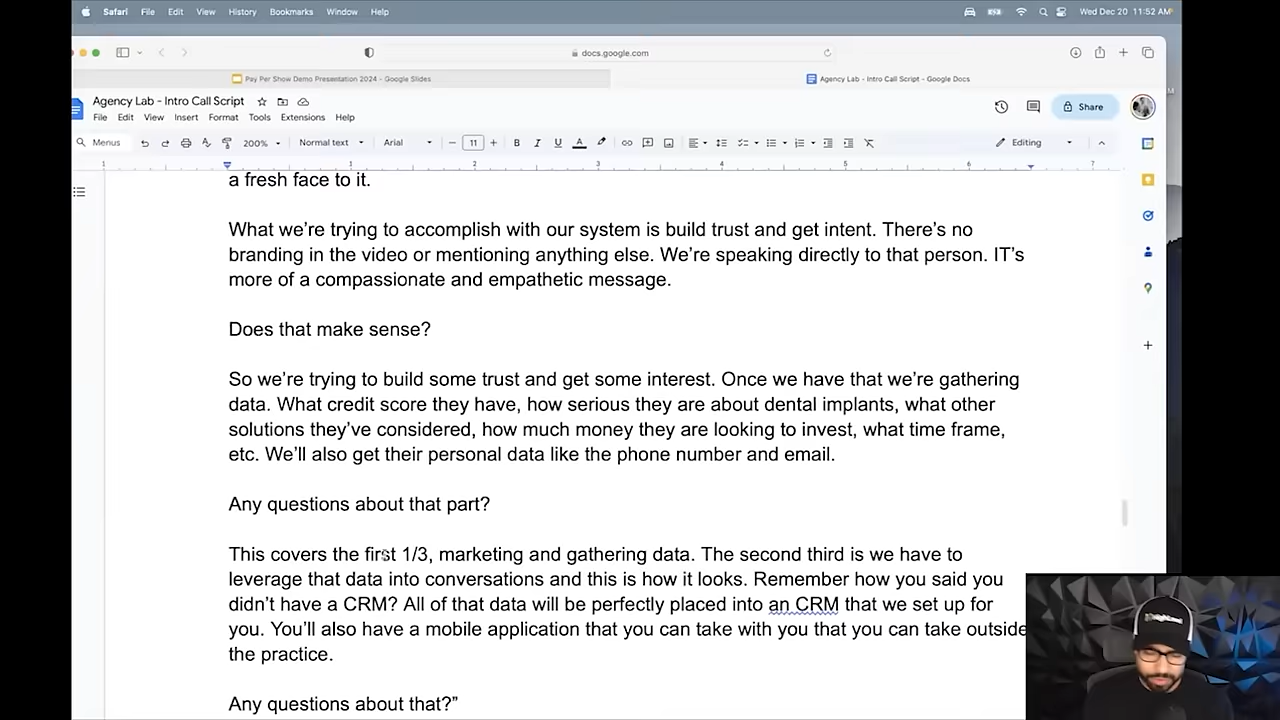 Safari File Edit View History Bookmarks Window Help Wed Dec 20 11:52 AM
docs.google.com
Pay Per Show Demo Presentation 2024 - Google Slides Agency Lab - Intro Call Script - Google Docs
Agency Lab - Intro Call Script
Share
File Edit View Insert Format Tools Extensions Help
Menus 200% Normal text Arial 11 B I U A Editing
1 1 2 3 4 5 6 7
a fresh face to it.
What we're trying to accomplish with our system is build trust and get intent. There's no
branding in the video or mentioning anything else. We're speaking directly to that person. IT's
more of a compassionate and empathetic message.
Does that make sense?
So we're trying to build some trust and get some interest. Once we have that we're gathering
data. What credit score they have, how serious they are about dental implants, what other
solutions they've considered, how much money they are looking to invest, what time frame,
etc. We'll also get their personal data like the phone number and email.
Any questions about that part?
This covers the first 1/3, marketing and gathering data. The second third is we have to
leverage that data into conversations and this is how it looks. Remember how you said you
didn't have a CRM? All of that data will be perfectly placed into an CRM that we set up for
you. You'll also have a mobile application that you can take with you that you can take outside
the practice.
Any questions about that?"